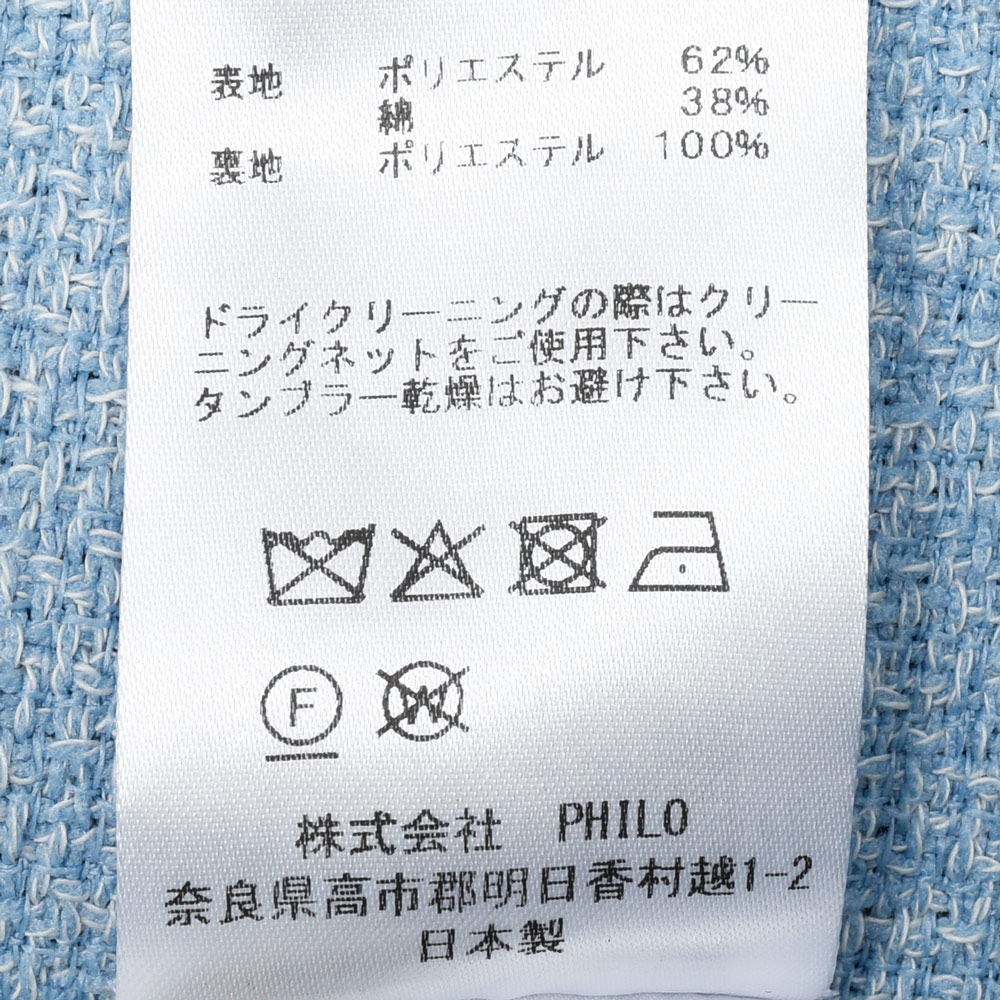 表地 ポリエステル 62%
綿 38%
裏地 ポリエステル 100%
ドライクリーニングの際はクリー
ニングネットをご使用下さい。
タンブラー乾燥はお避け下さい。
F W
株式会社 PHILO
奈良県高市郡明日香村越1-2
日本製